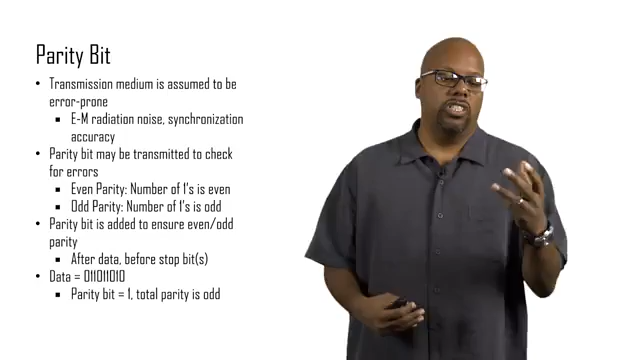 Parity Bit
• Transmission medium is assumed to be
error-prone
▪ E-M radiation noise, synchronization
accuracy
• Parity bit may be transmitted to check
for errors
▪ Even Parity: Number of 1's is even
▪ Odd Parity: Number of 1's is odd
• Parity bit is added to ensure even/odd
parity
▪ After data, before stop bit(s)
• Data = 011011010
▪ Parity bit = 1, total parity is odd